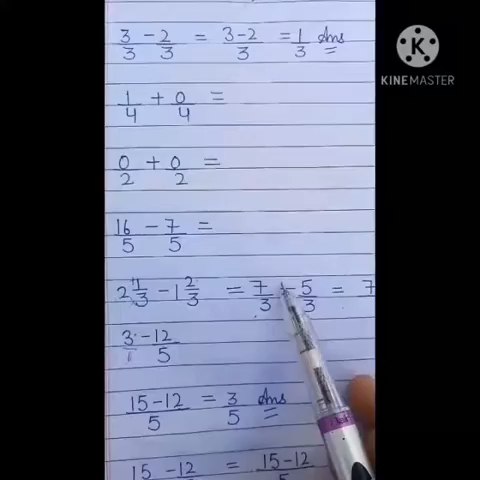 3/3 - 2/3 = 3-2/3 = 1/3 Ans
KINEMASTER
1/4 + 0/4 =
0/2 + 0/2 =
16/5 - 7/5 =
2 1/3 - 1 2/3 = 7/3 - 5/3 = 7
3/1 - 12/5
15-12/5 = 3/5 Ans
15 - 12 = 15-12/5